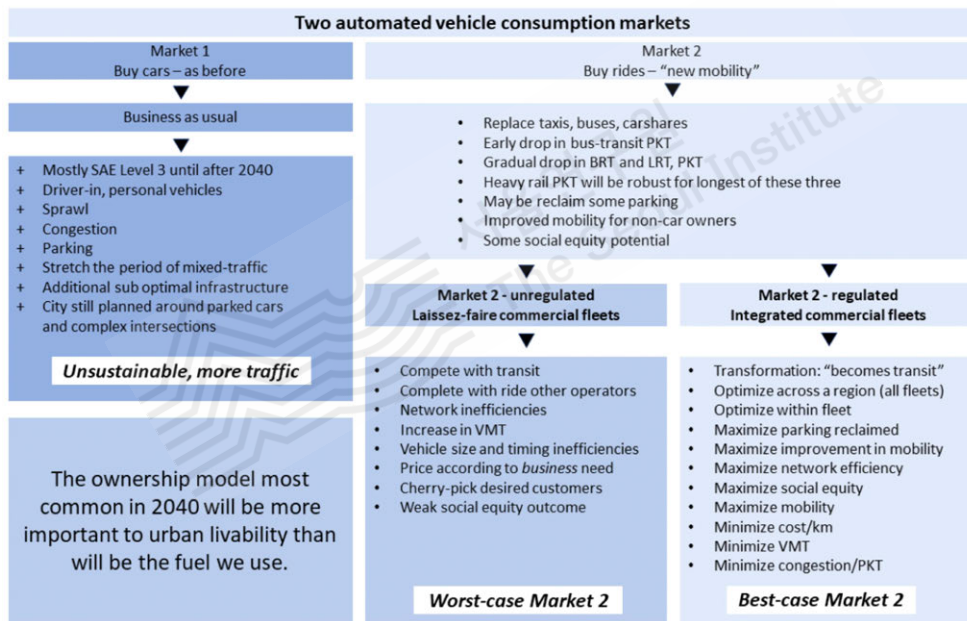 Two automated vehicle consumption markets
Market 1
Buy cars – as before
Business as usual
+ Mostly SAE Level 3 until after 2040
+ Driver-in, personal vehicles
+ Sprawl
+ Congestion
+ Parking
+ Stretch the period of mixed-traffic
+ Additional sub optimal infrastructure
+ City still planned around parked cars
and complex intersections
Unsustainable, more traffic
The ownership model most
common in 2040 will be more
important to urban livability than
will be the fuel we use.
Market 2
Buy rides – “new mobility”
• Replace taxis, buses, carshares
• Early drop in bus-transit PKT
• Gradual drop in BRT and LRT, PKT
• Heavy rail PKT will be robust for longest of these three
• May be reclaim some parking
• Improved mobility for non-car owners
• Some social equity potential
Market 2 - unregulated
Laissez-faire commercial fleets
• Compete with transit
• Complete with ride other operators
• Network inefficiencies
• Increase in VMT
• Vehicle size and timing inefficiencies
• Price according to business need
• Cherry-pick desired customers
• Weak social equity outcome
Worst-case Market 2
Market 2 - regulated
Integrated commercial fleets
• Transformation: “becomes transit”
• Optimize across a region (all fleets)
• Optimize within fleet
• Maximize parking reclaimed
• Maximize improvement in mobility
• Maximize network efficiency
• Maximize social equity
• Maximize mobility
• Minimize cost/km
• Minimize VMT
• Minimize congestion/PKT
Best-case Market 2
서울연구원
The Seoul Institute